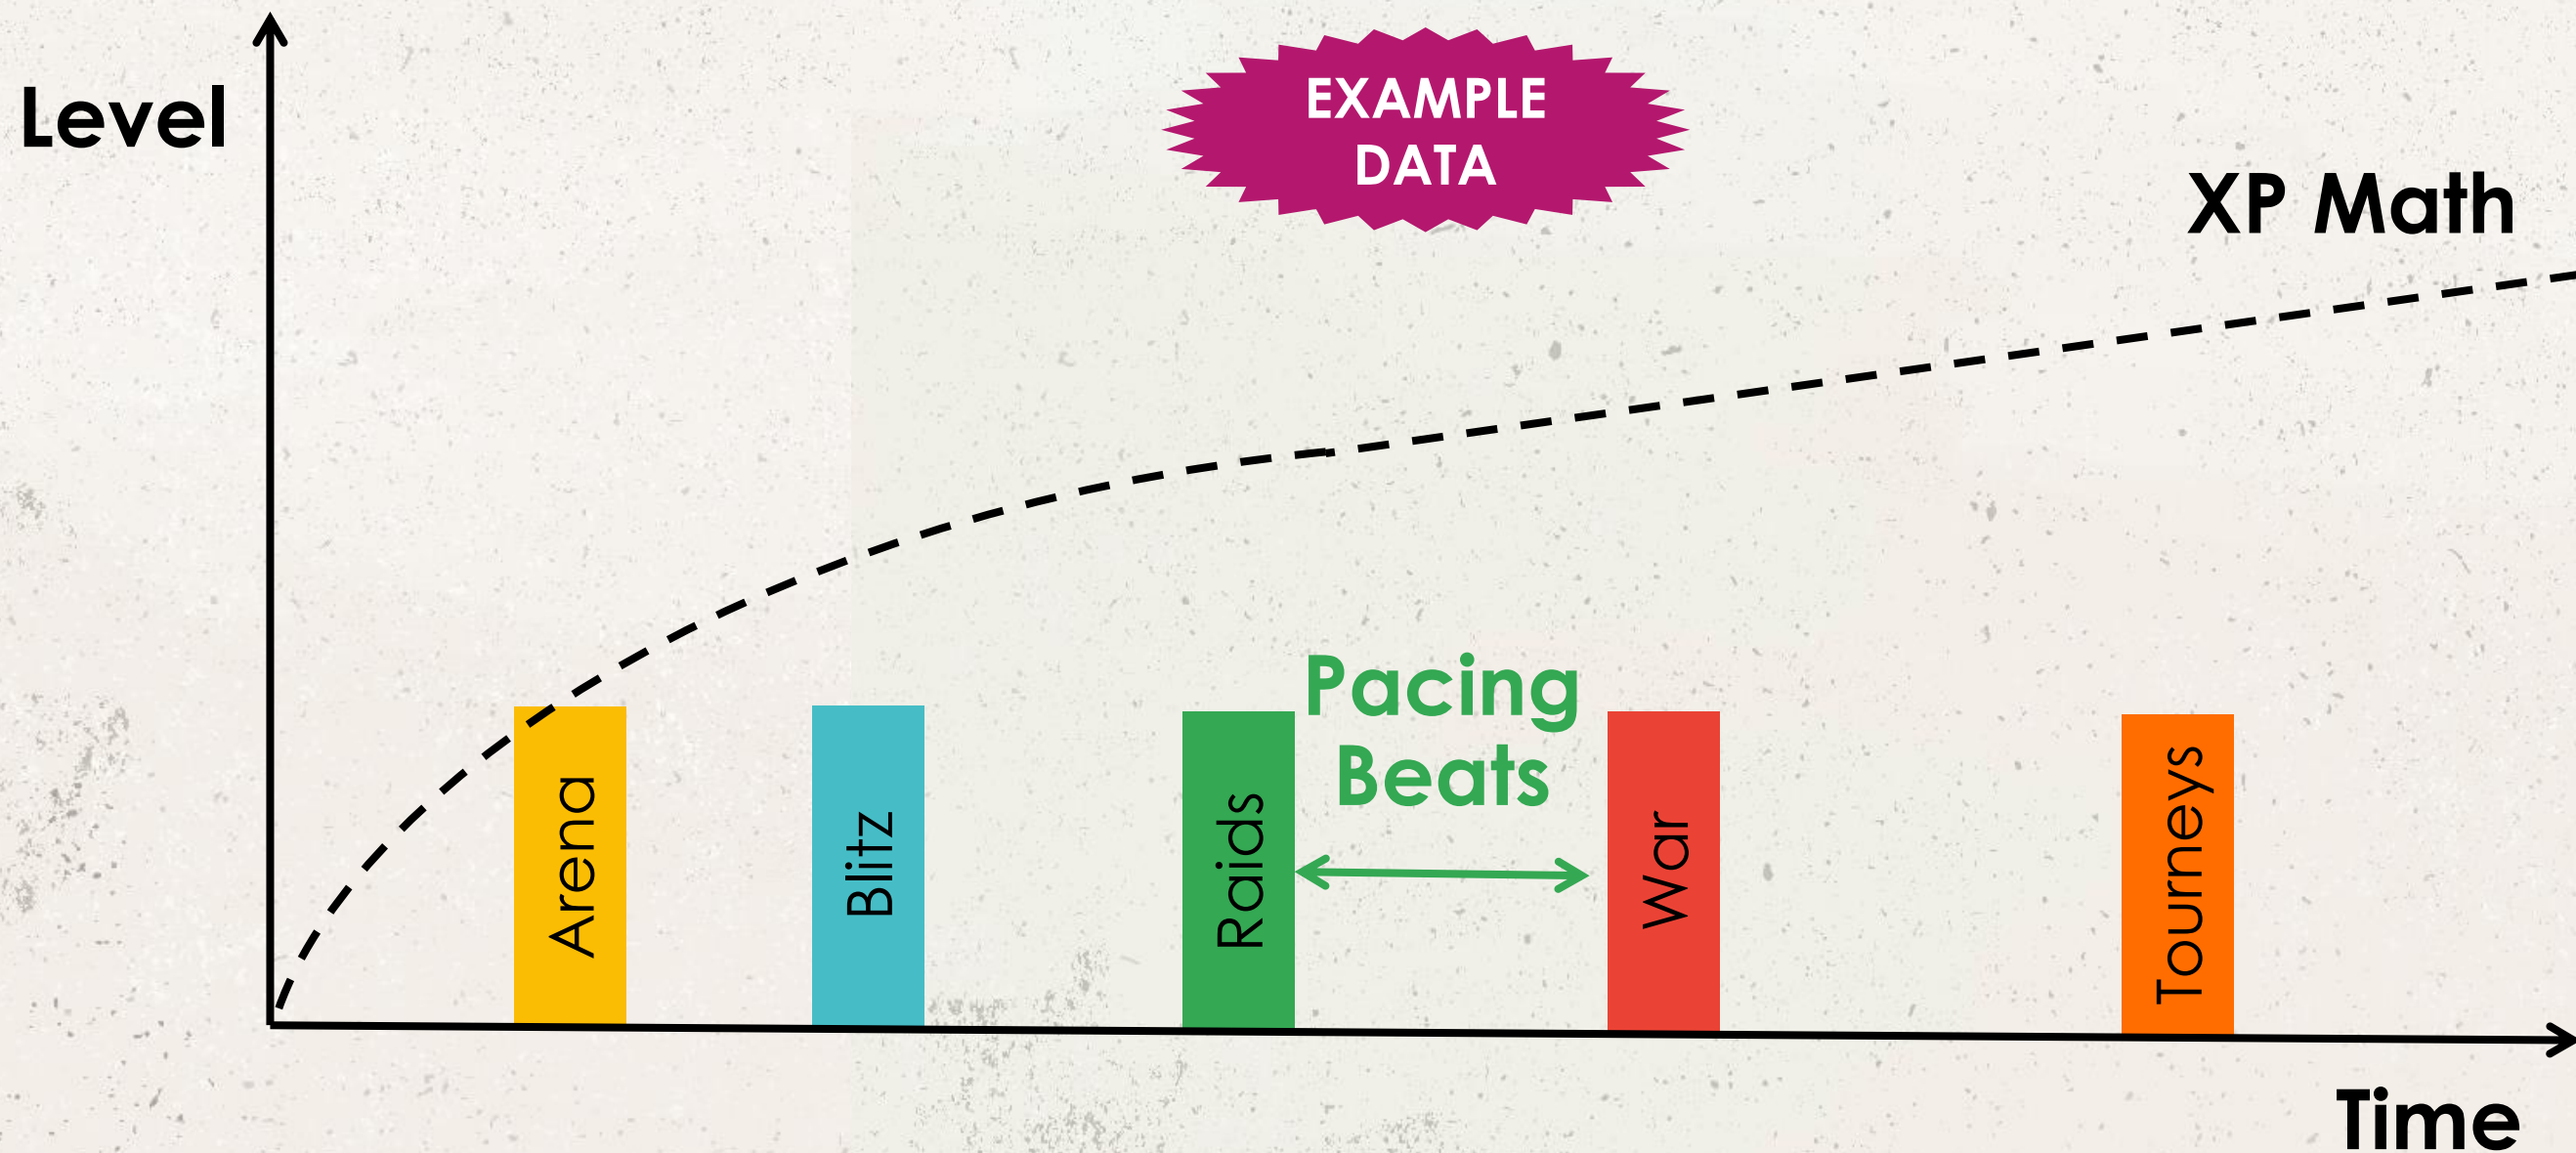 Level
EXAMPLE
DATA
XP Math
Pacing
Beats
Arena
Blitz
Raids
War
Tourneys
Time